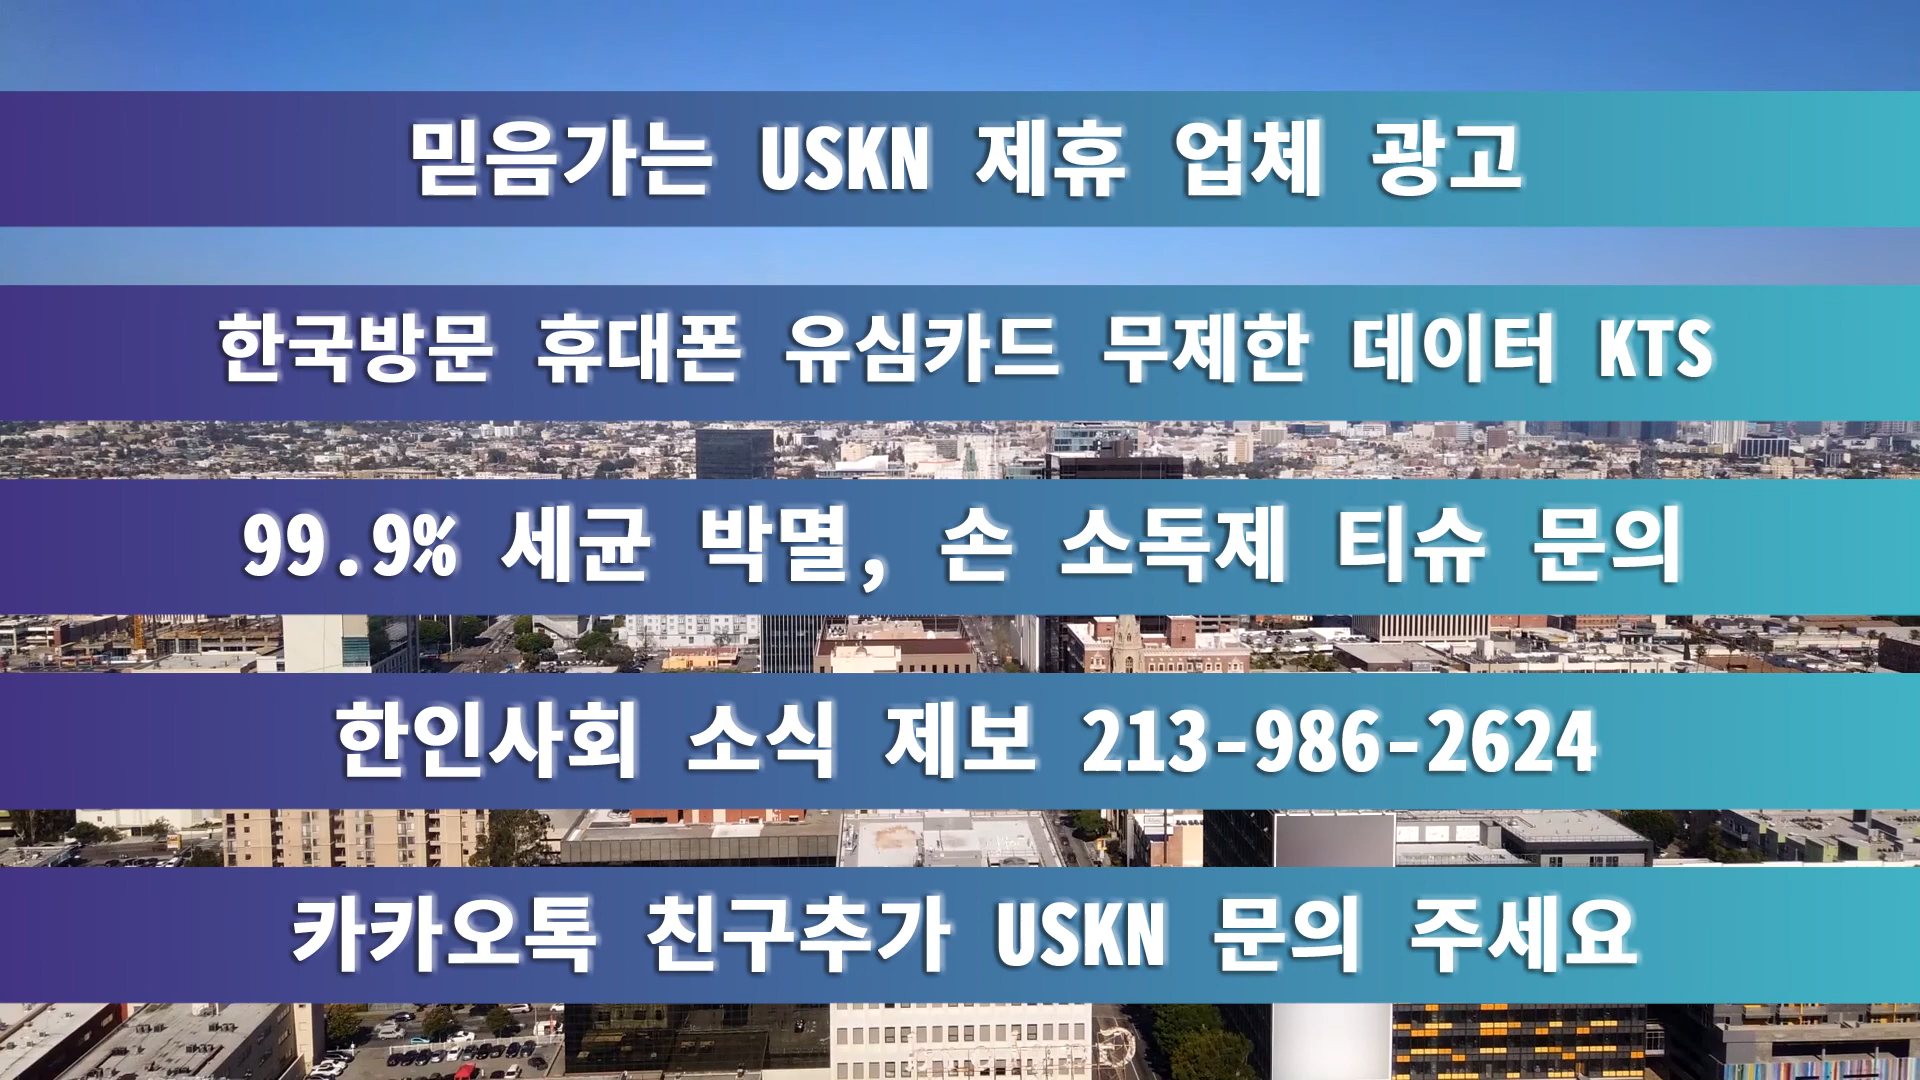 믿음가는 USKN 제휴 업체 광고
한국방문 휴대폰 유심카드 무제한 데이터 KTS
99.9% 세균 박멸, 손 소독제 티슈 문의
한인사회 소식 제보 213-986-2624
카카오톡 친구추가 USKN 문의 주세요